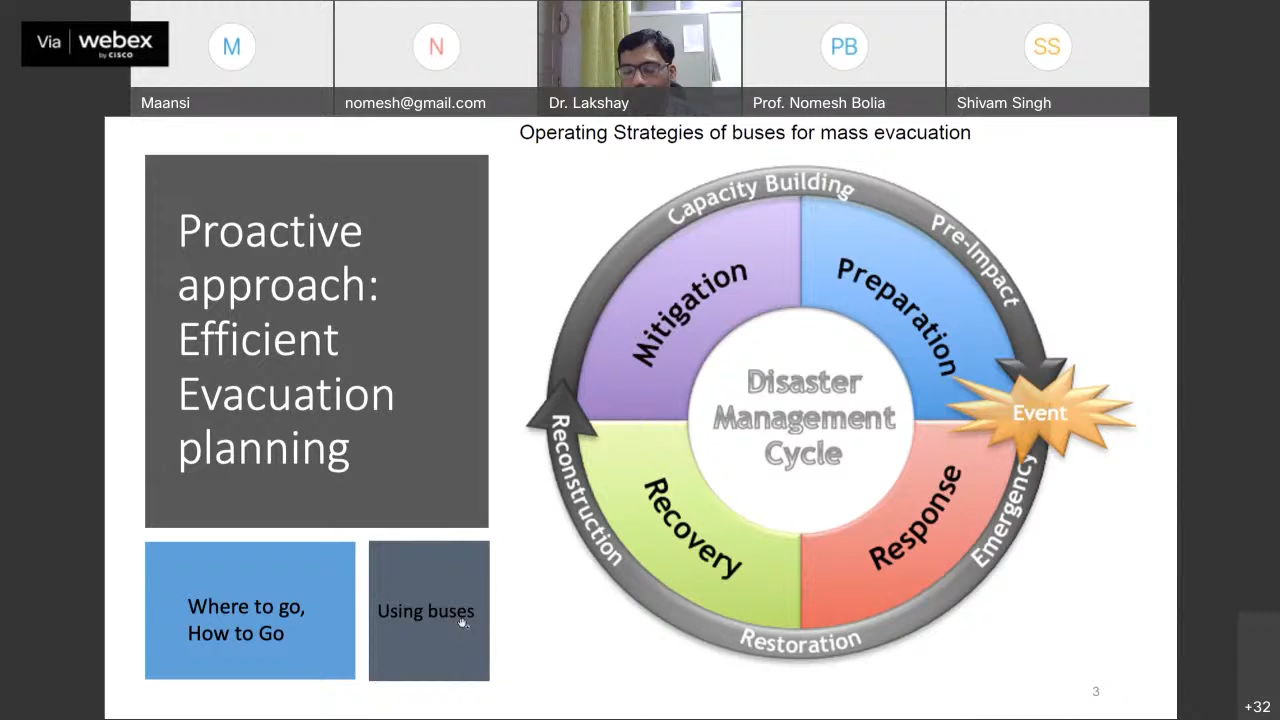 Via webex
by CISCO
M
N
PB
SS
Maansi
nomesh@gmail.com
Dr. Lakshay
Prof. Nomesh Bolia
Shivam Singh
Operating Strategies of buses for mass evacuation
Proactive
approach:
Efficient
Evacuation
planning
Where to go,
How to Go
Using buses
Capacity Building
Pre-Impact
Mitigation
Preparation
Disaster
Management
Cycle
Event
Reconstruction
Recovery
Response
Emergency
Restoration
3
+32